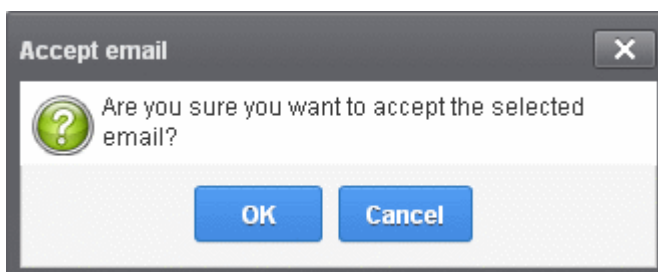 Accept email
Are you sure you want to accept the selected
email?
OK Cancel